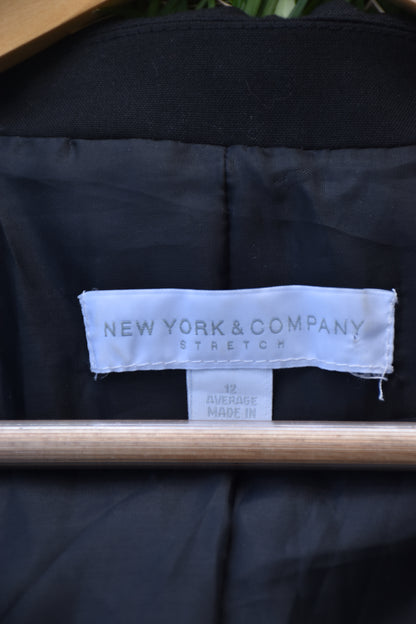 NEW YORK & COMPANY
STRETCH
12
AVERAGE
MADE IN